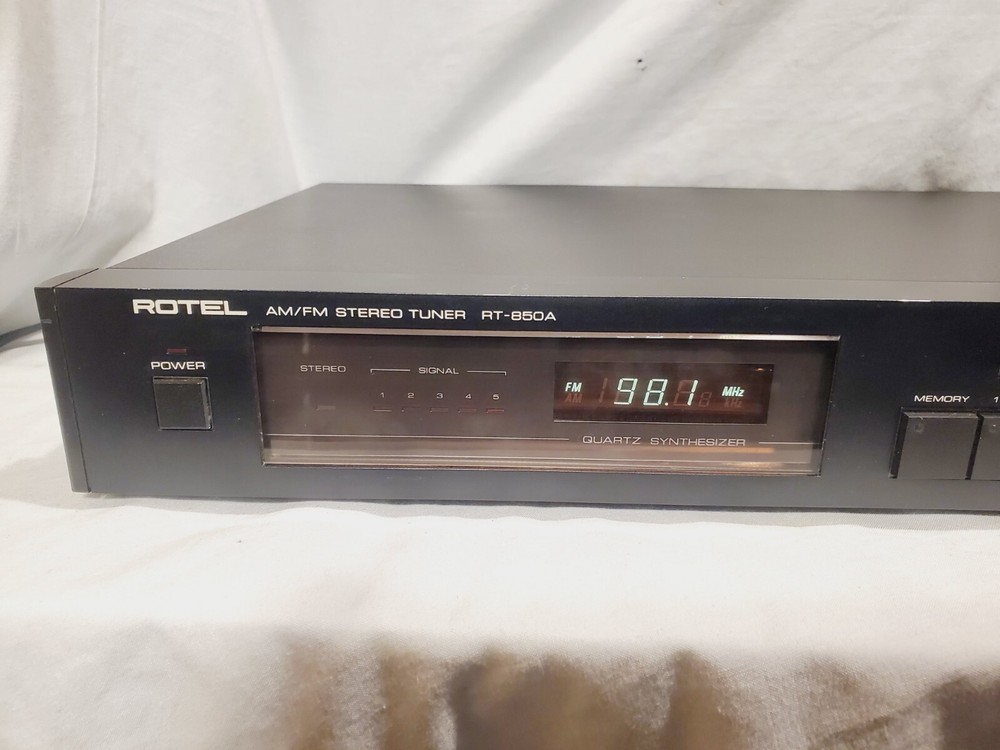 ROTEL AM/FM STEREO TUNER RT-850A
POWER
STEREO
SIGNAL
1 2 3 4 5
FM 98.1 MHz
AM KHz
QUARTZ SYNTHESIZER
MEMORY 1